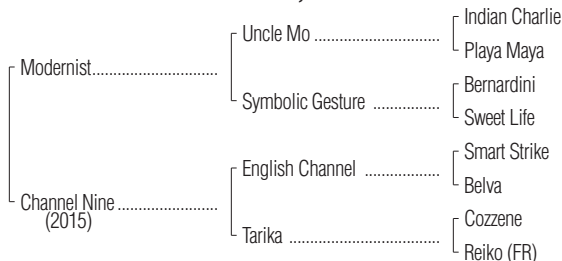 Indian Charlie
Uncle Mo ........................................
Playa Maya
Modernist........................................
Bernardini
Symbolic Gesture ......................
Sweet Life
Smart Strike
English Channel .........................
Belva
Channel Nine ................................
(2015)
Cozzene
Tarika ...............................................
Reiko (FR)